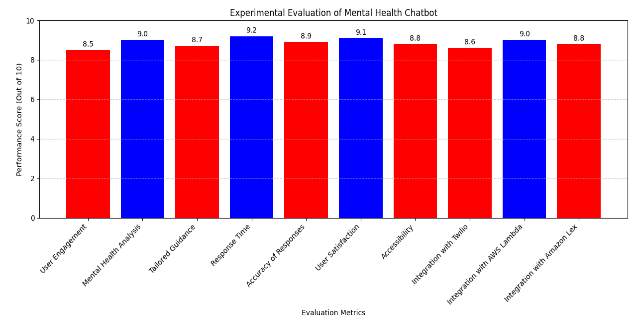 Experimental Evaluation of Mental Health Chatbot
Performance Score (Out of 10)
10
8
6
4
2
0
8.5
9.0
8.7
9.2
8.9
9.1
8.8
8.6
9.0
8.8
User Engagement
Mental Health Analysis
Tailored Guidance
Response Time
Accuracy of Responses
User Satisfaction
Accessibility
Integration with Twilio
Integration with AWS Lambda
Integration with Amazon Lex
Evaluation Metrics